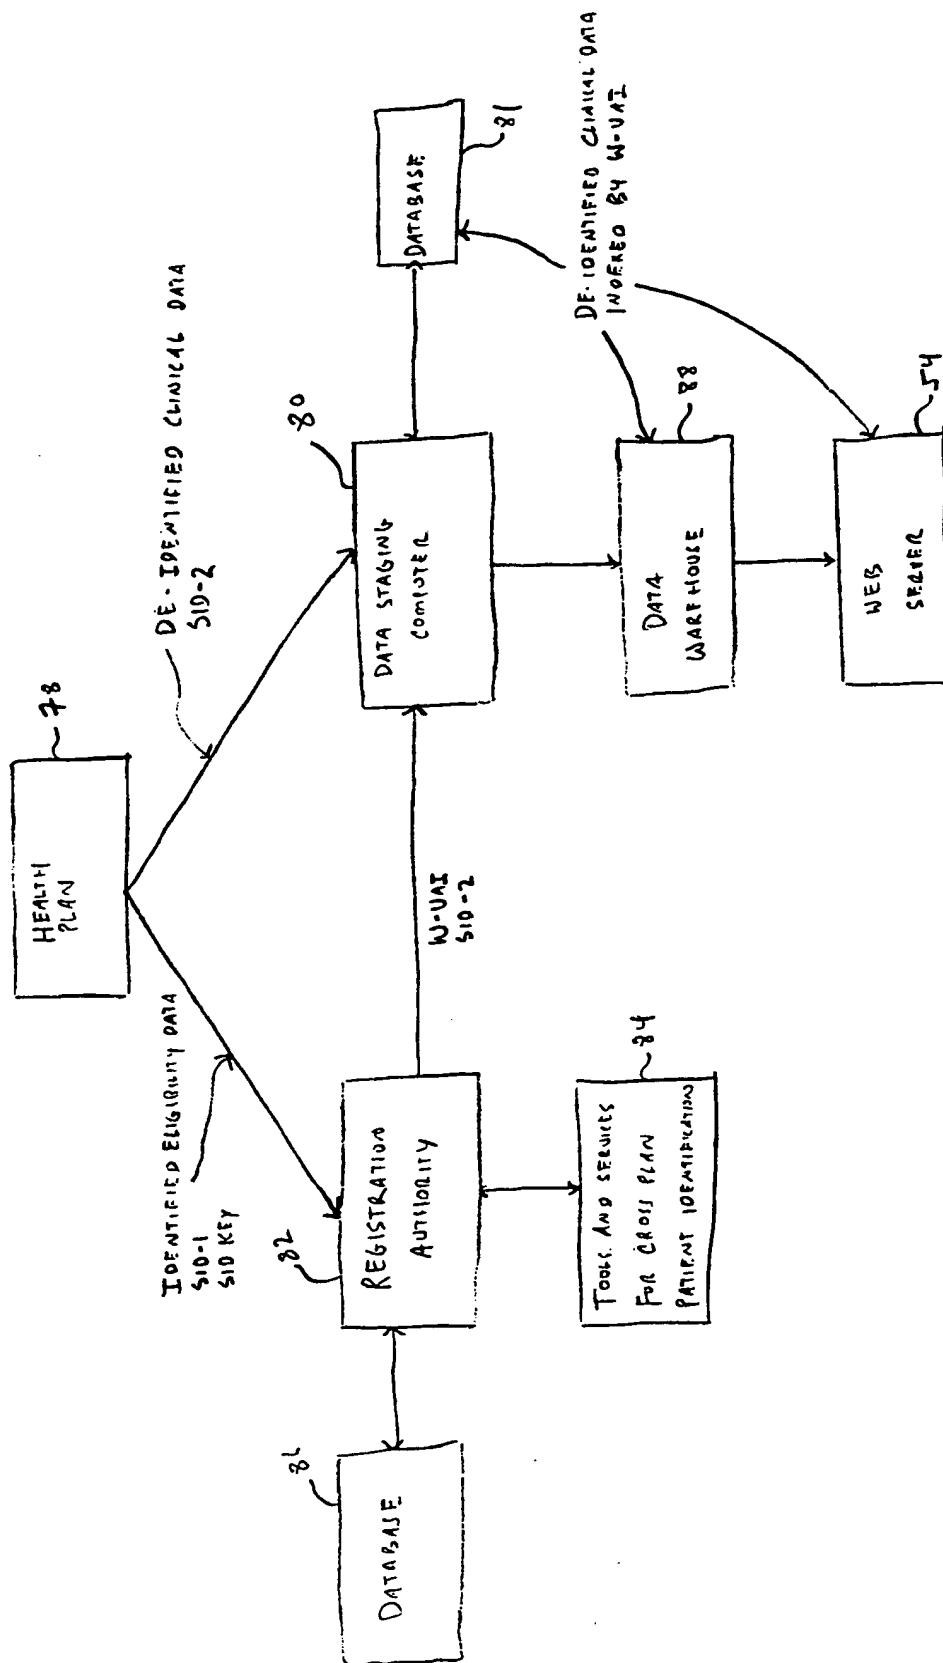 HEALTH
PLAN
78
IDENTIFIED ELIGIBILITY DATA
SID-1
SID KEY
DE-IDENTIFIED CLINICAL DATA
SID-2
DATABASE
REGISTRATION
AUTHORITY
82
W-UAI
SID-2
DATA STAGING
COMPUTER
80
DATABASE
81
TOOLS AND SERVICES
FOR CROSS PLAN
PATIENT IDENTIFICATION
84
DATA
WAREHOUSE
88
DE-IDENTIFIED CLINICAL DATA
INDEXED BY W-UAI
WEB
SERVER
54